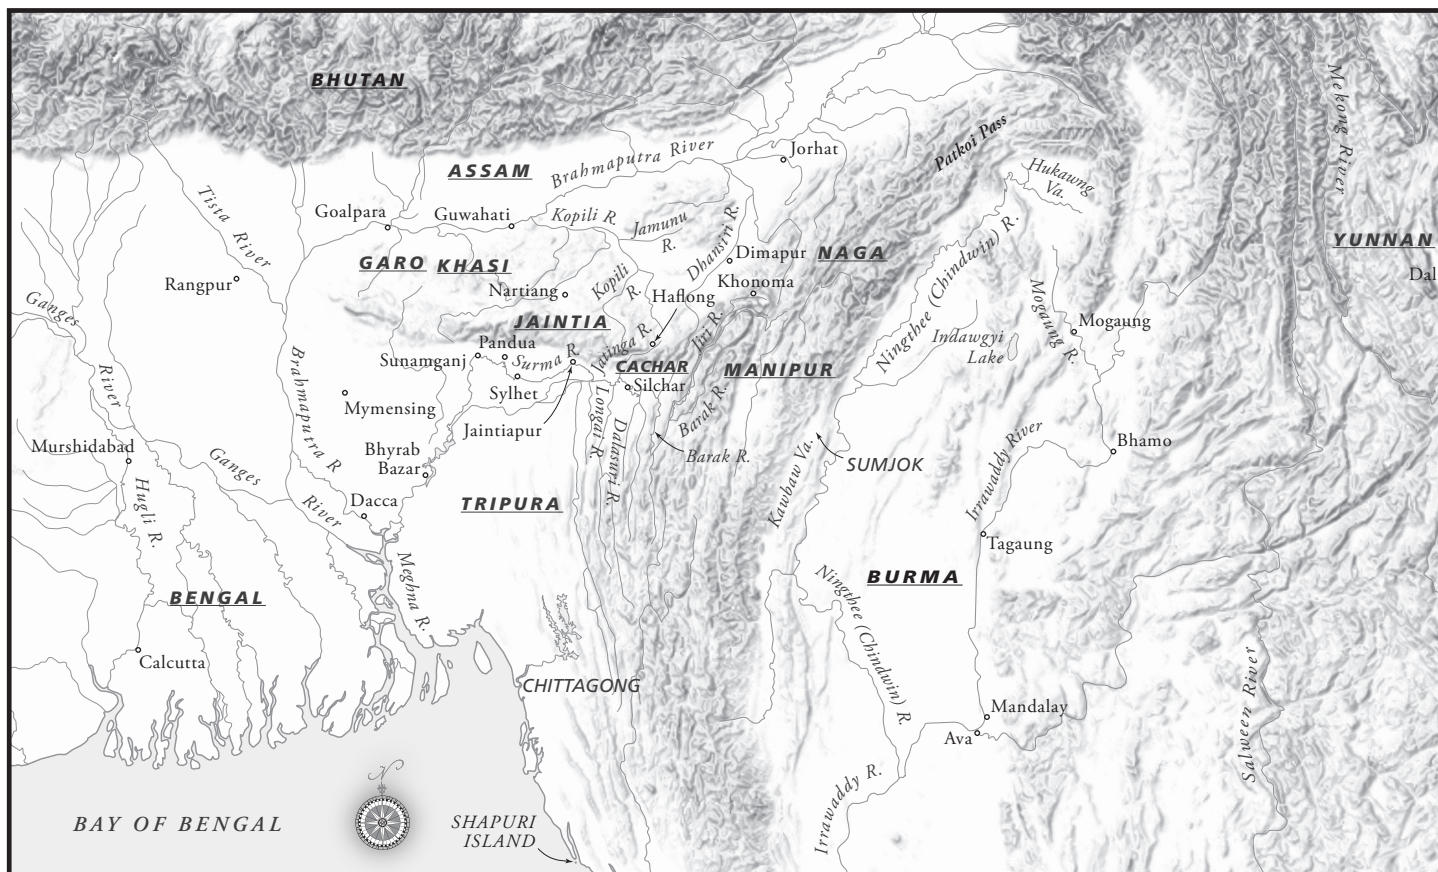 BHUTAN
Mekong River
Patkoi Pass
Jorhat
ASSAM
Brahmaputra River
Hukawng
Va.
Tista River
Goalpara
Guwahati
Kopili R.
Jamunu
R.
Dhansiri R.
Dimapur
NAGA
YUNNAN
Dal
GARO
KHASI
Rangpur
Nartiang
Kopili
R.
Haflong
Khonoma
Ningthee (Chindwin) R.
Mogaung R.
Mogaung
Ganges
River
JAINTIA
Jatinga R.
Jiri R.
Indawgyi
Lake
Brahmaputra R
Sunamganj
Pandua
Surma R.
CACHAR
MANIPUR
Sylhet
Silchar
Mymensing
Jaintiapur
Longai R.
Dalasuri R.
Barak R.
Barak R.
Murshidabad
Ganges
River
Bhyrab
Bazar
Kawbaw Va.
SUMJOK
Irrawaddy River
Bhamo
Hugli R.
Dacca
TRIPURA
Tagaung
BENGAL
Meghna R.
BURMA
Ningthee (Chindwin) R.
Calcutta
CHITTAGONG
Salween River
Mandalay
Ava
N
BAY OF BENGAL
SHAPURI
ISLAND
Irrawaddy R.